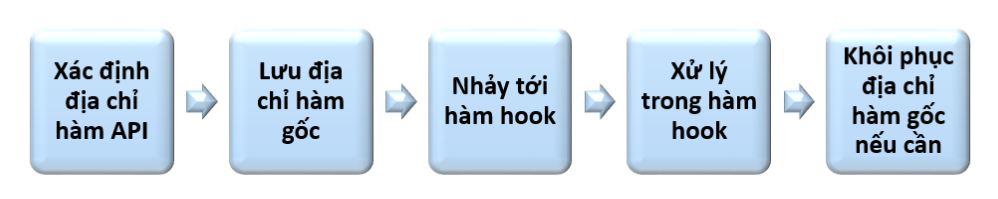 Xác định
địa chỉ
hàm API
Lưu địa
chỉ hàm
gốc
Nhảy tới
hàm hook
Xử lý
trong hàm
hook
Khôi phục
địa chỉ
hàm gốc
nếu cần